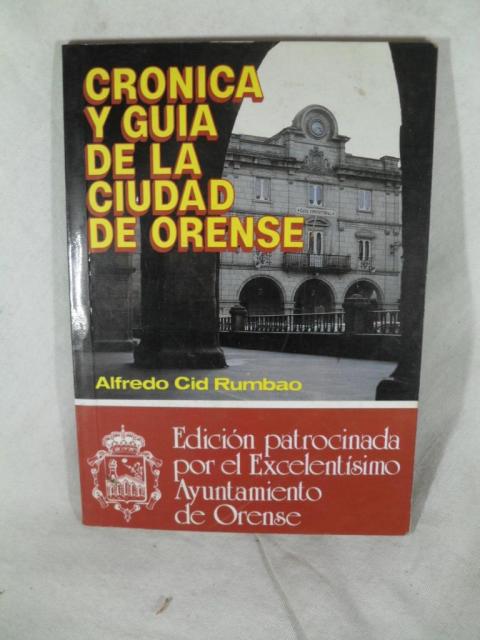 CRONICA
Y GUIA
DE LA
CIUDAD
DE ORENSE
Alfredo Cid Rumbao
Edición patrocinada
por el Excelentísimo
Ayuntamiento
de Orense